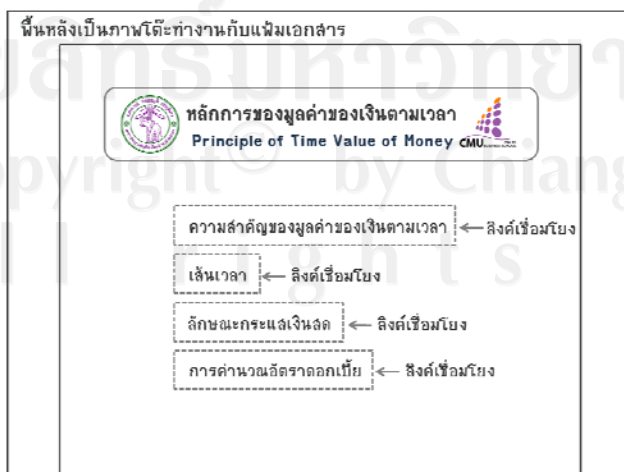 พื้นหลังเป็นภาพโต๊ะทำงานกับแฟ้มเอกสาร
หลักการของมูลค่าของเงินตามเวลา
Principle of Time Value of Money CMU
ความสำคัญของมูลค่าของเงินตามเวลา ลิงค์เชื่อมโยง
เส้นเวลา ลิงค์เชื่อมโยง
ลักษณะกระแสเงินสด ลิงค์เชื่อมโยง
การคำนวณอัตราดอกเบี้ย ลิงค์เชื่อมโยง